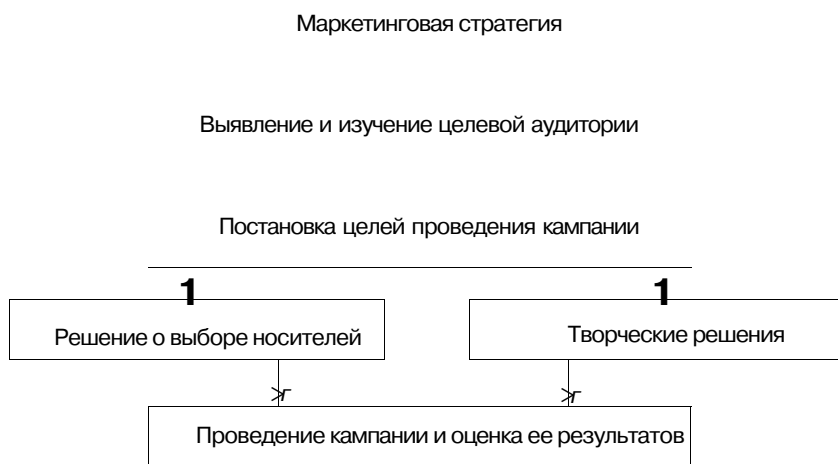 Маркетинговая стратегия
Выявление и изучение целевой аудитории
Постановка целей проведения кампании
1 1
Решение о выборе носителей Творческие решения
>г >г
Проведение кампании и оценка ее результатов